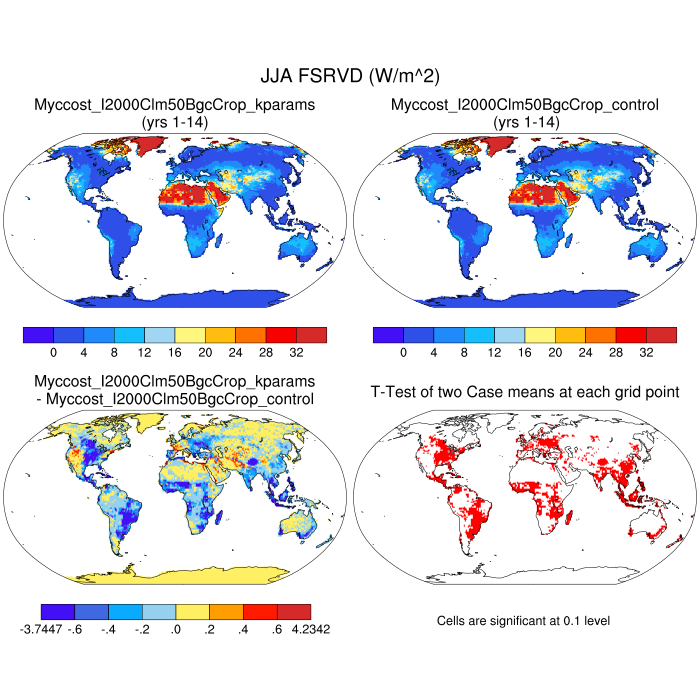 JJA FSRVD (W/m^2)
Myccost_I2000Clm50BgcCrop_kparams
(yrs 1-14)
Myccost_I2000Clm50BgcCrop_control
(yrs 1-14)
0 4 8 12 16 20 24 28 32
0 4 8 12 16 20 24 28 32
Myccost_I2000Clm50BgcCrop_kparams
- Myccost_I2000Clm50BgcCrop_control
T-Test of two Case means at each grid point
-3.7447 -.6 -.4 -.2 .0 .2 .4 .6 4.2342
Cells are significant at 0.1 level